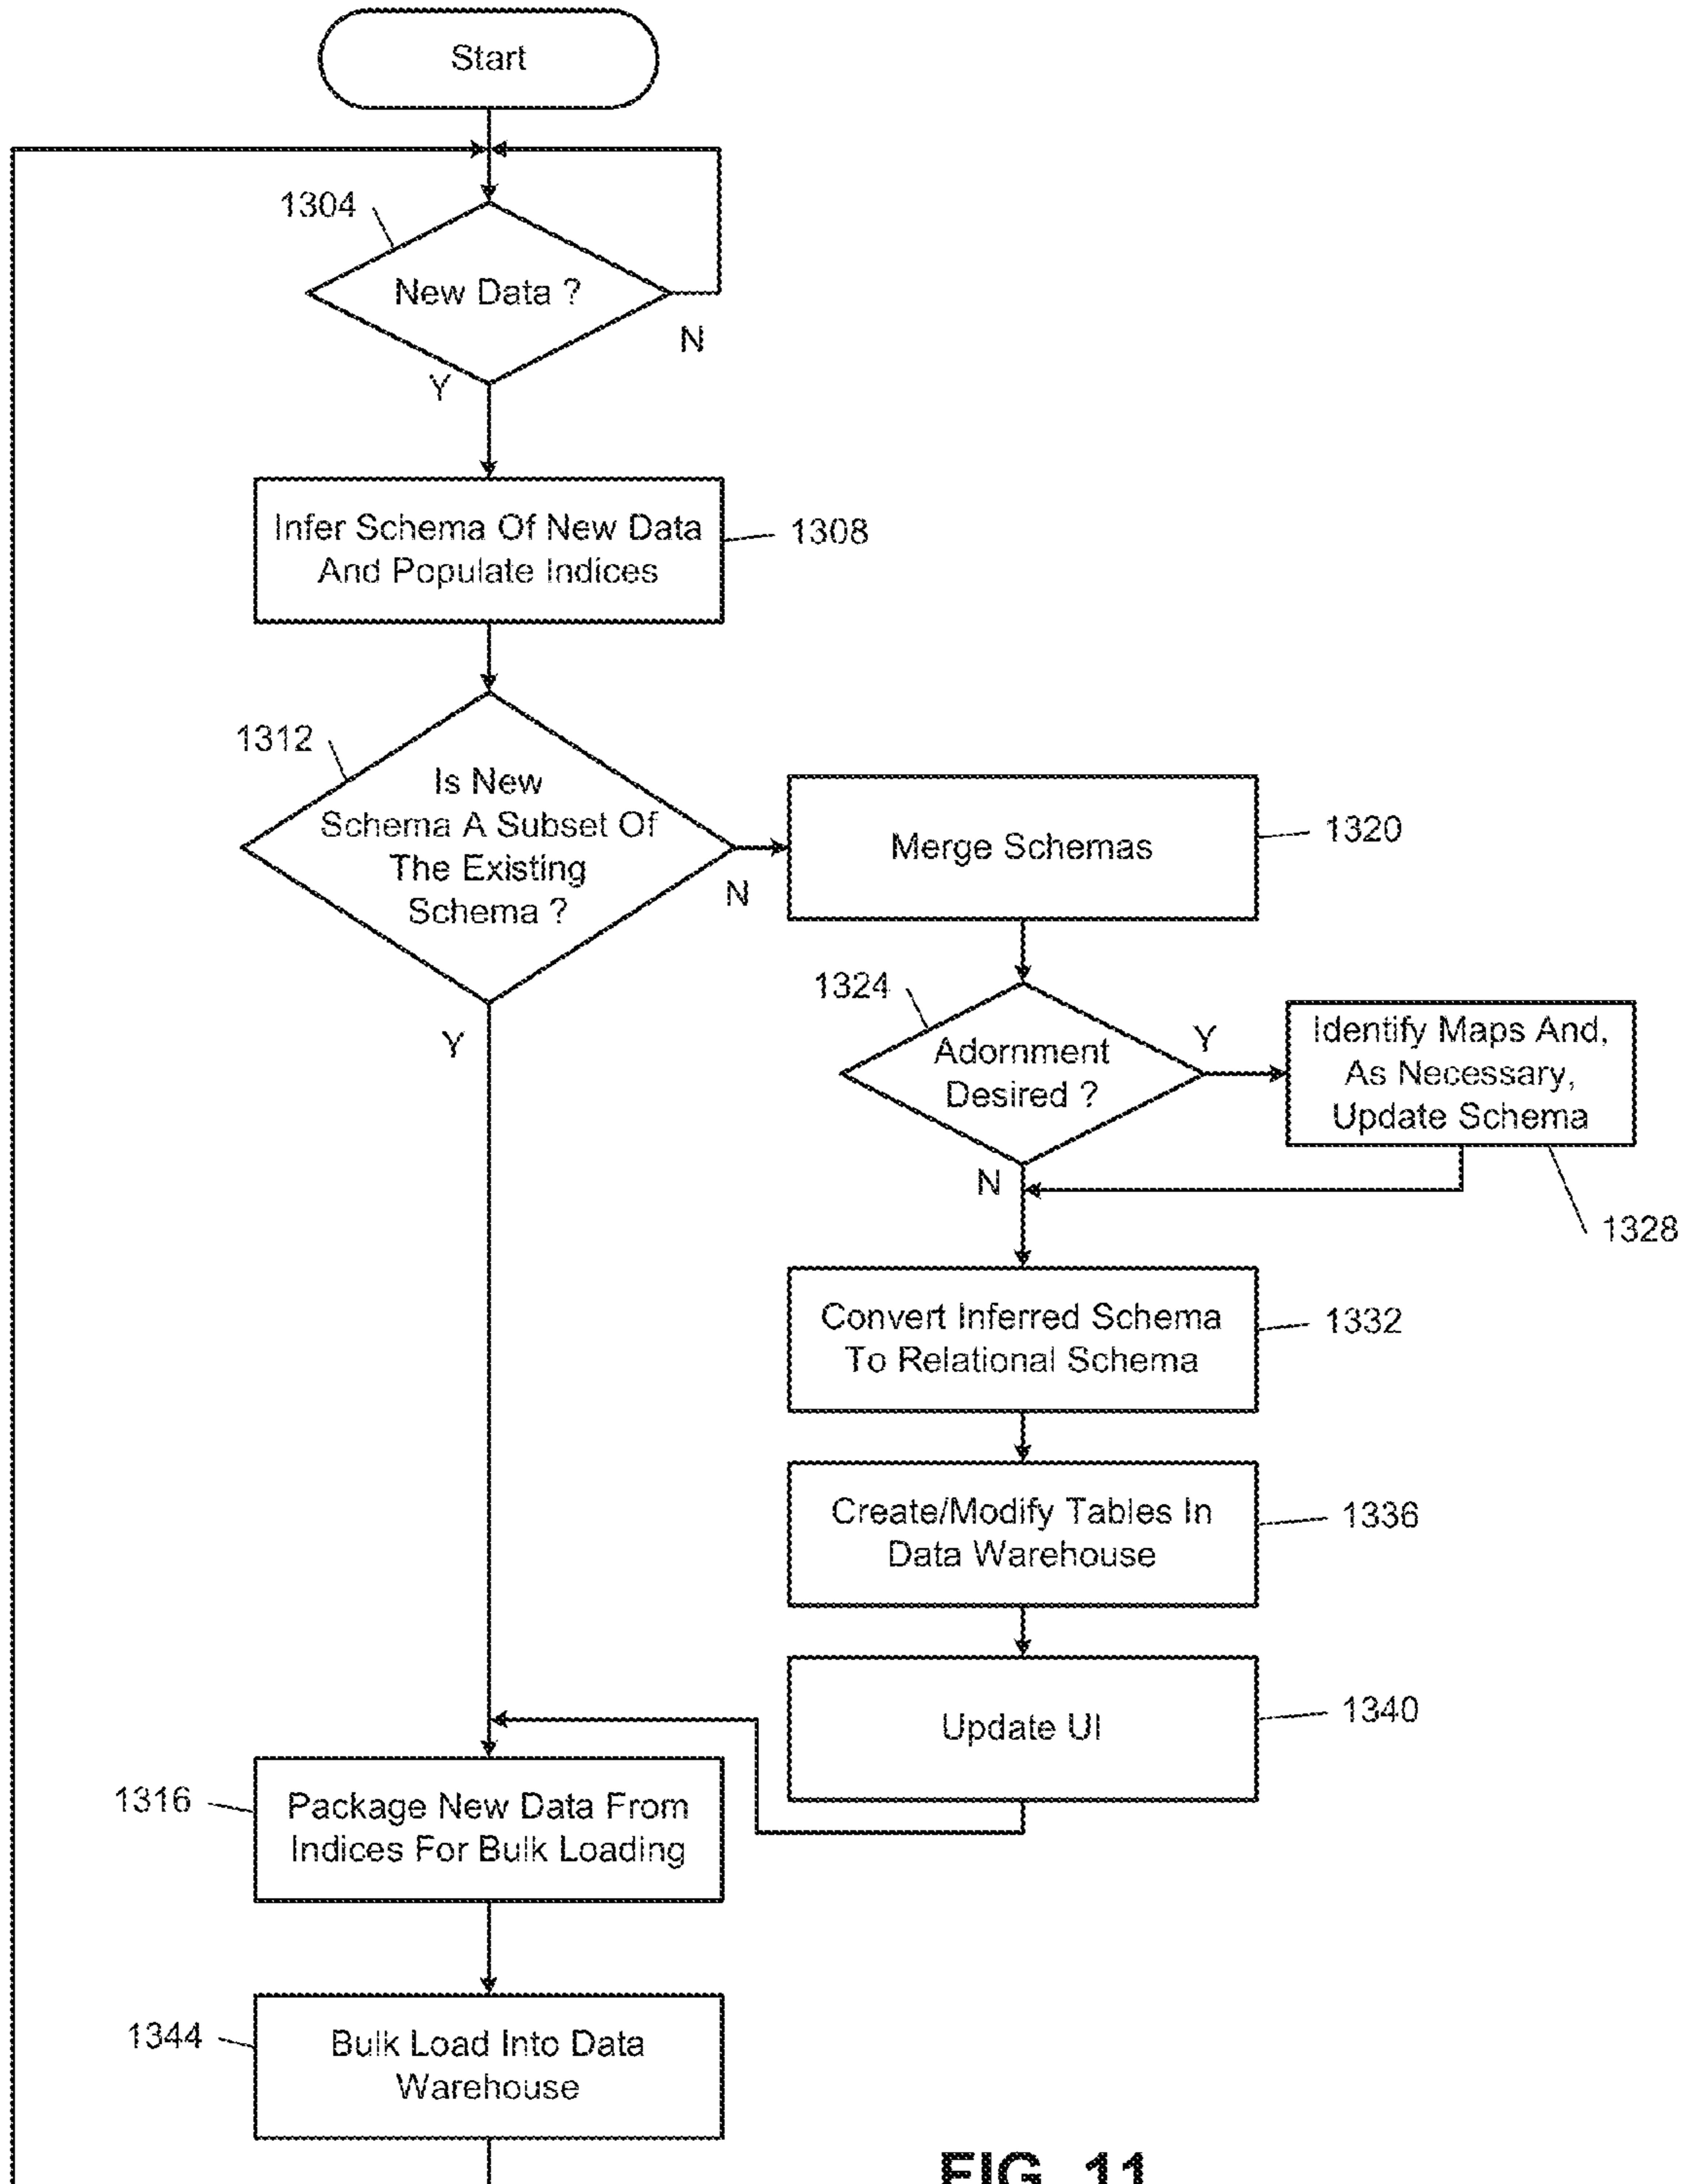 Start
1304
New Data ?
N
Y
Infer Schema Of New Data
And Populate Indices
1308
1312
Is New
Schema A Subset Of
The Existing
Schema ?
N
Y
Merge Schemas
1320
1324
Adornment
Desired ?
Y
N
Identify Maps And,
As Necessary,
Update Schema
1328
Convert Inferred Schema
To Relational Schema
1332
Create/Modify Tables In
Data Warehouse
1336
Update UI
1340
1316
Package New Data From
Indices For Bulk Loading
1344
Bulk Load Into Data
Warehouse
FIG. 11